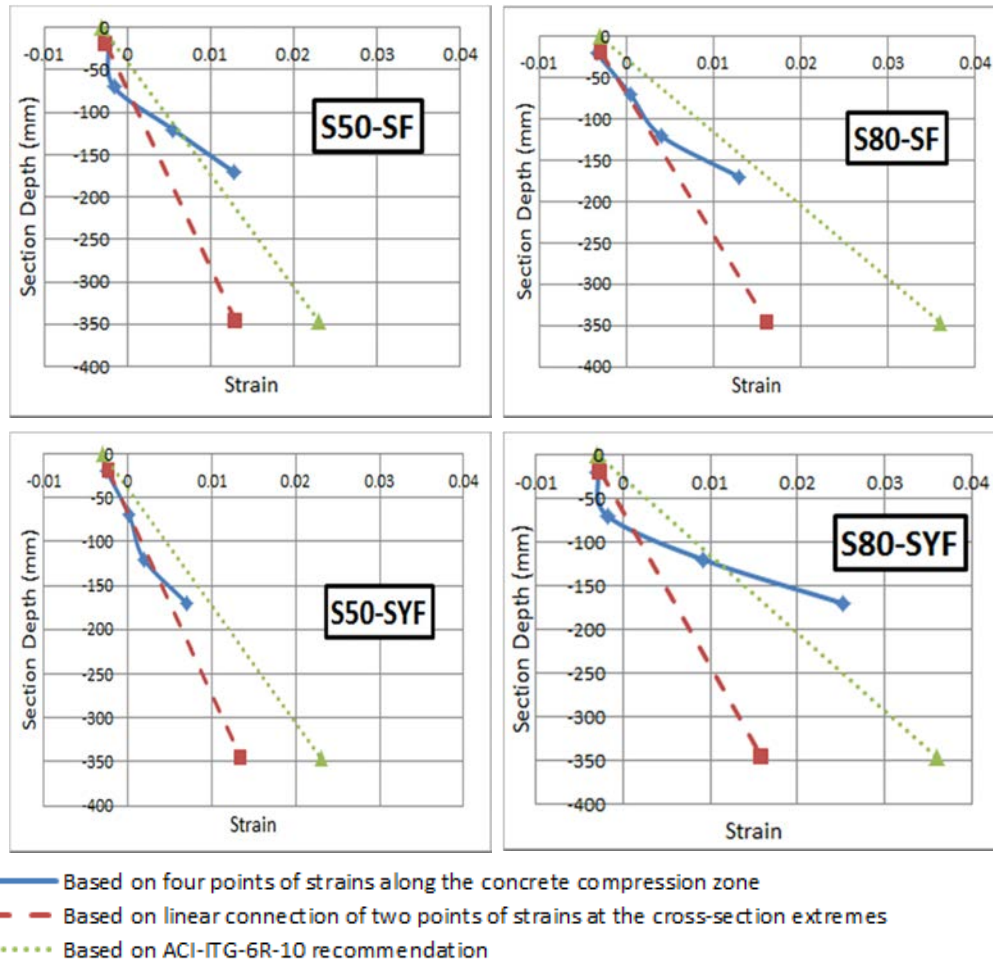 0
-0.01 0 0.01 0.02 0.03 0.04
-50
-100
-150
-200
-250
-300
-350
-400
Section Depth (mm)
Strain
S50-SF
0
-0.01 0 0.01 0.02 0.03 0.04
-50
-100
-150
-200
-250
-300
-350
-400
Section Depth (mm)
Strain
S80-SF
0
-0.01 0 0.01 0.02 0.03 0.04
-50
-100
-150
-200
-250
-300
-350
-400
Section Depth (mm)
Strain
S50-SYF
0
-0.01 0 0.01 0.02 0.03 0.04
-50
-100
-150
-200
-250
-300
-350
-400
Section Depth (mm)
Strain
S80-SYF
Based on four points of strains along the concrete compression zone
Based on linear connection of two points of strains at the cross-section extremes
Based on ACI-ITG-6R-10 recommendation